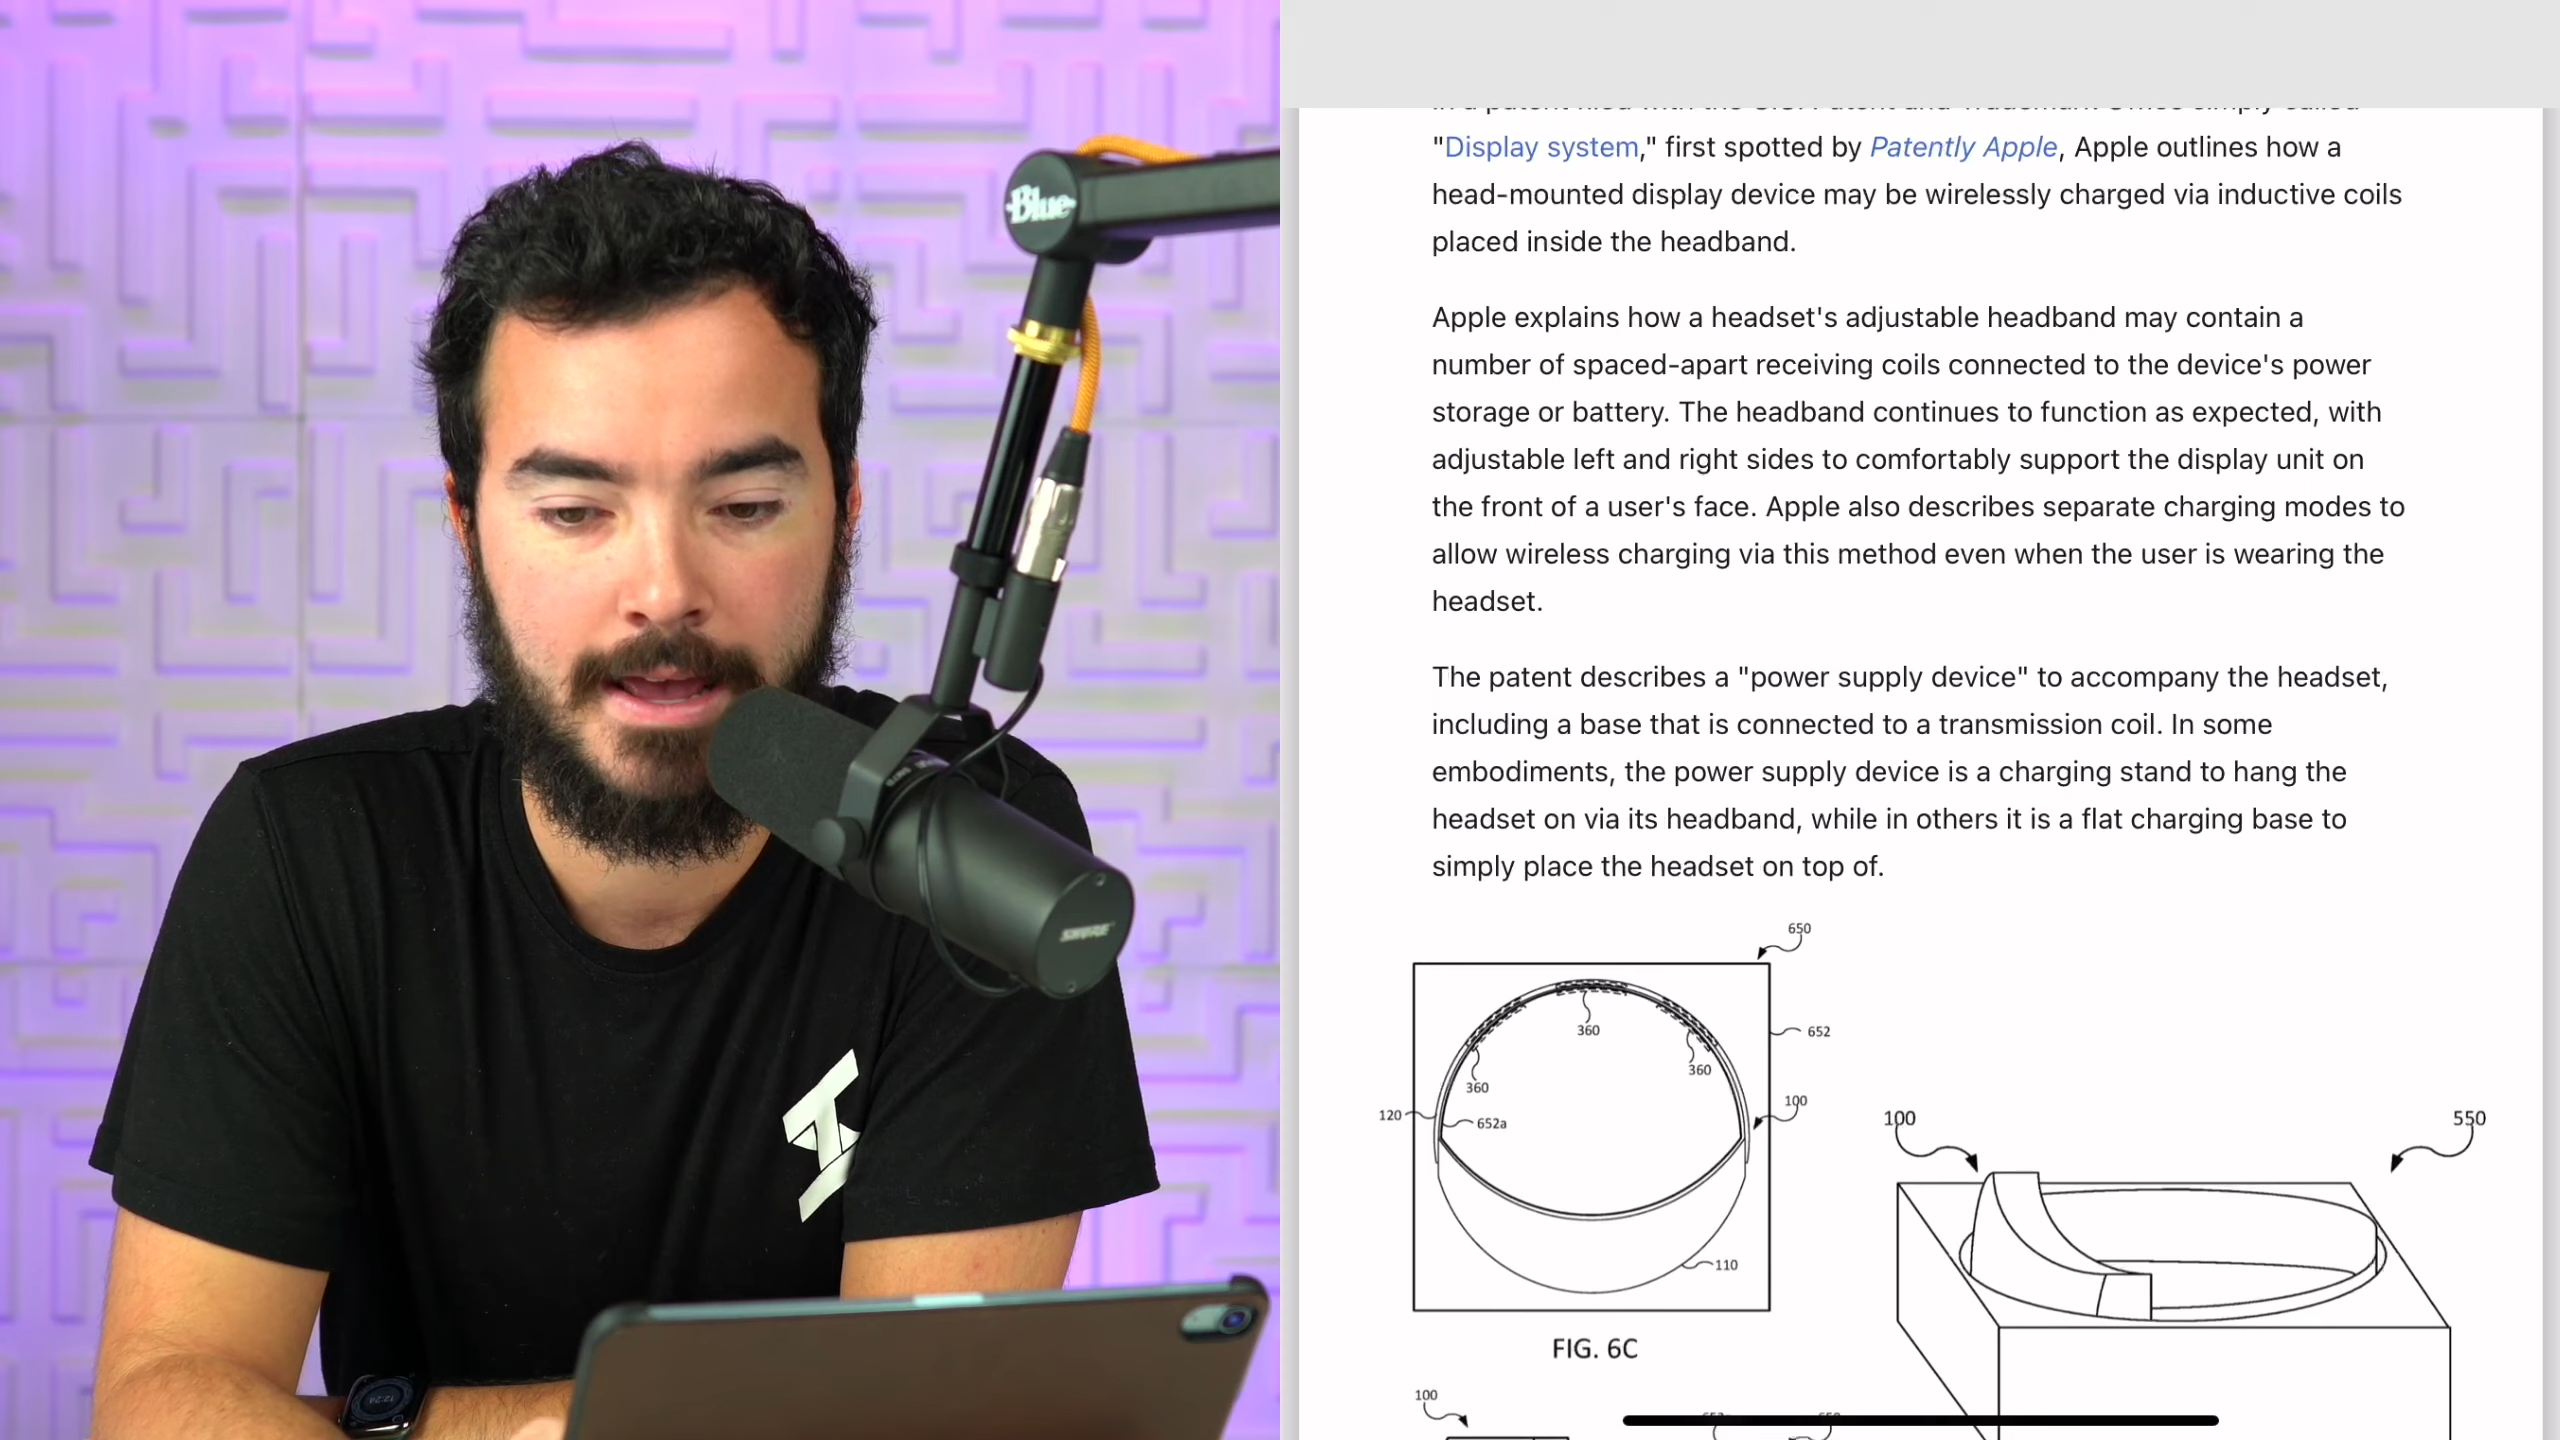 Blue
SHURE
"Display system," first spotted by Patently Apple, Apple outlines how a
head-mounted display device may be wirelessly charged via inductive coils
placed inside the headband.
Apple explains how a headset's adjustable headband may contain a
number of spaced-apart receiving coils connected to the device's power
storage or battery. The headband continues to function as expected, with
adjustable left and right sides to comfortably support the display unit on
the front of a user's face. Apple also describes separate charging modes to
allow wireless charging via this method even when the user is wearing the
headset.
The patent describes a "power supply device" to accompany the headset,
including a base that is connected to a transmission coil. In some
embodiments, the power supply device is a charging stand to hang the
headset on via its headband, while in others it is a flat charging base to
simply place the headset on top of.
650
360
652
360
360
120
652a
100
110
FIG. 6C
100
550
100